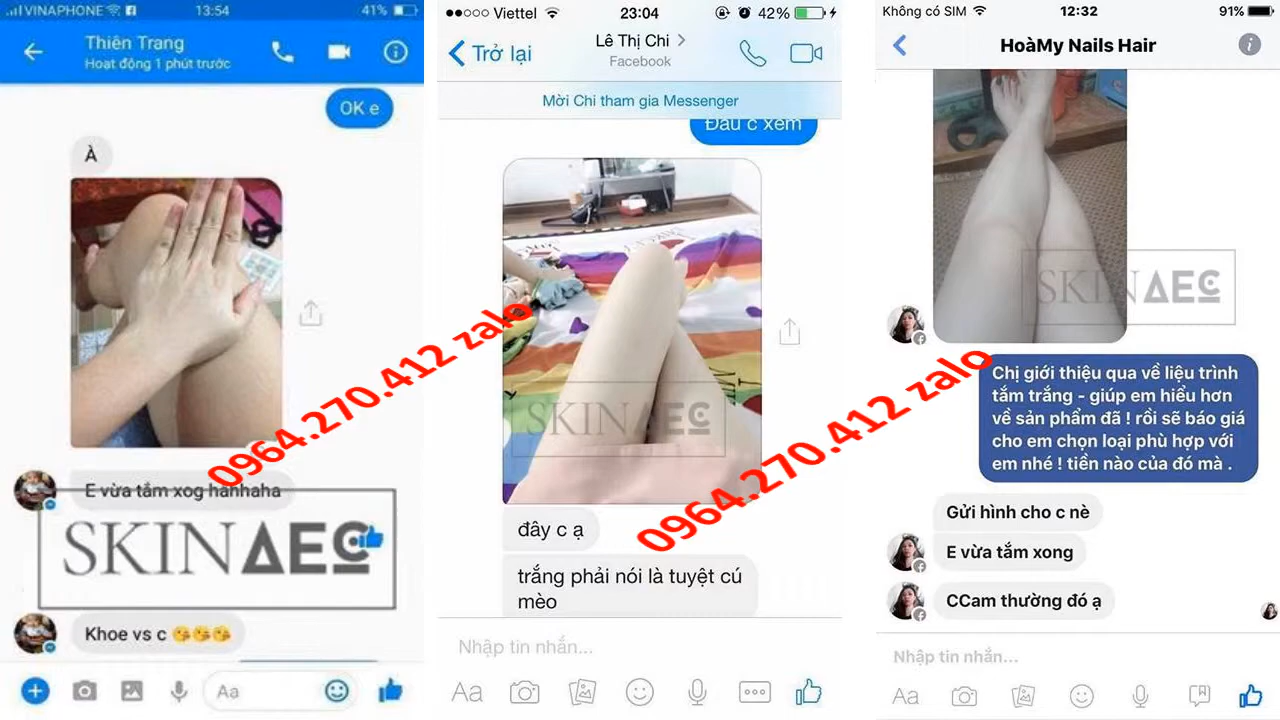 VINAPHONE 13:54 41%
Thiên Trang
Hoạt động 1 phút trước
OK e
À
E vừa tắm xog hahhaha
SKINAEC
Khoe vs c 😘😘😘
Aa
Viettel 23:04 42%
Trở lại
Lê Thị Chi
Facebook
Mời Chi tham gia Messenger
Đâu c xem
SKINAEC
đây c ạ
trắng phải nói là tuyệt cú
mèo
Nhập tin nhắn...
Aa
Không có SIM 12:32 91%
HoàMy Nails Hair
SKINAEC
Chị giới thiệu qua về liệu trình
tắm trắng - giúp em hiểu hơn
về sản phẩm đã ! rồi sẽ báo giá
cho em chọn loại phù hợp với
em nhé ! tiền nào của đó mà .
Gửi hình cho c nè
E vừa tắm xong
CCam thường đó ạ
Nhập tin nhắn...
Aa
0964.270.412 zalo
0964.270.412 zalo